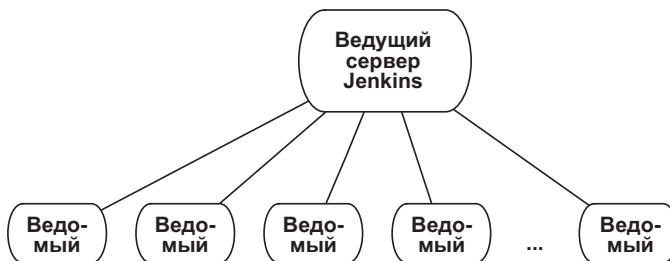 Ведущий
сервер
Jenkins
Ведо-
мый
Ведо-
мый
Ведо-
мый
Ведо-
мый
...
Ведо-
мый